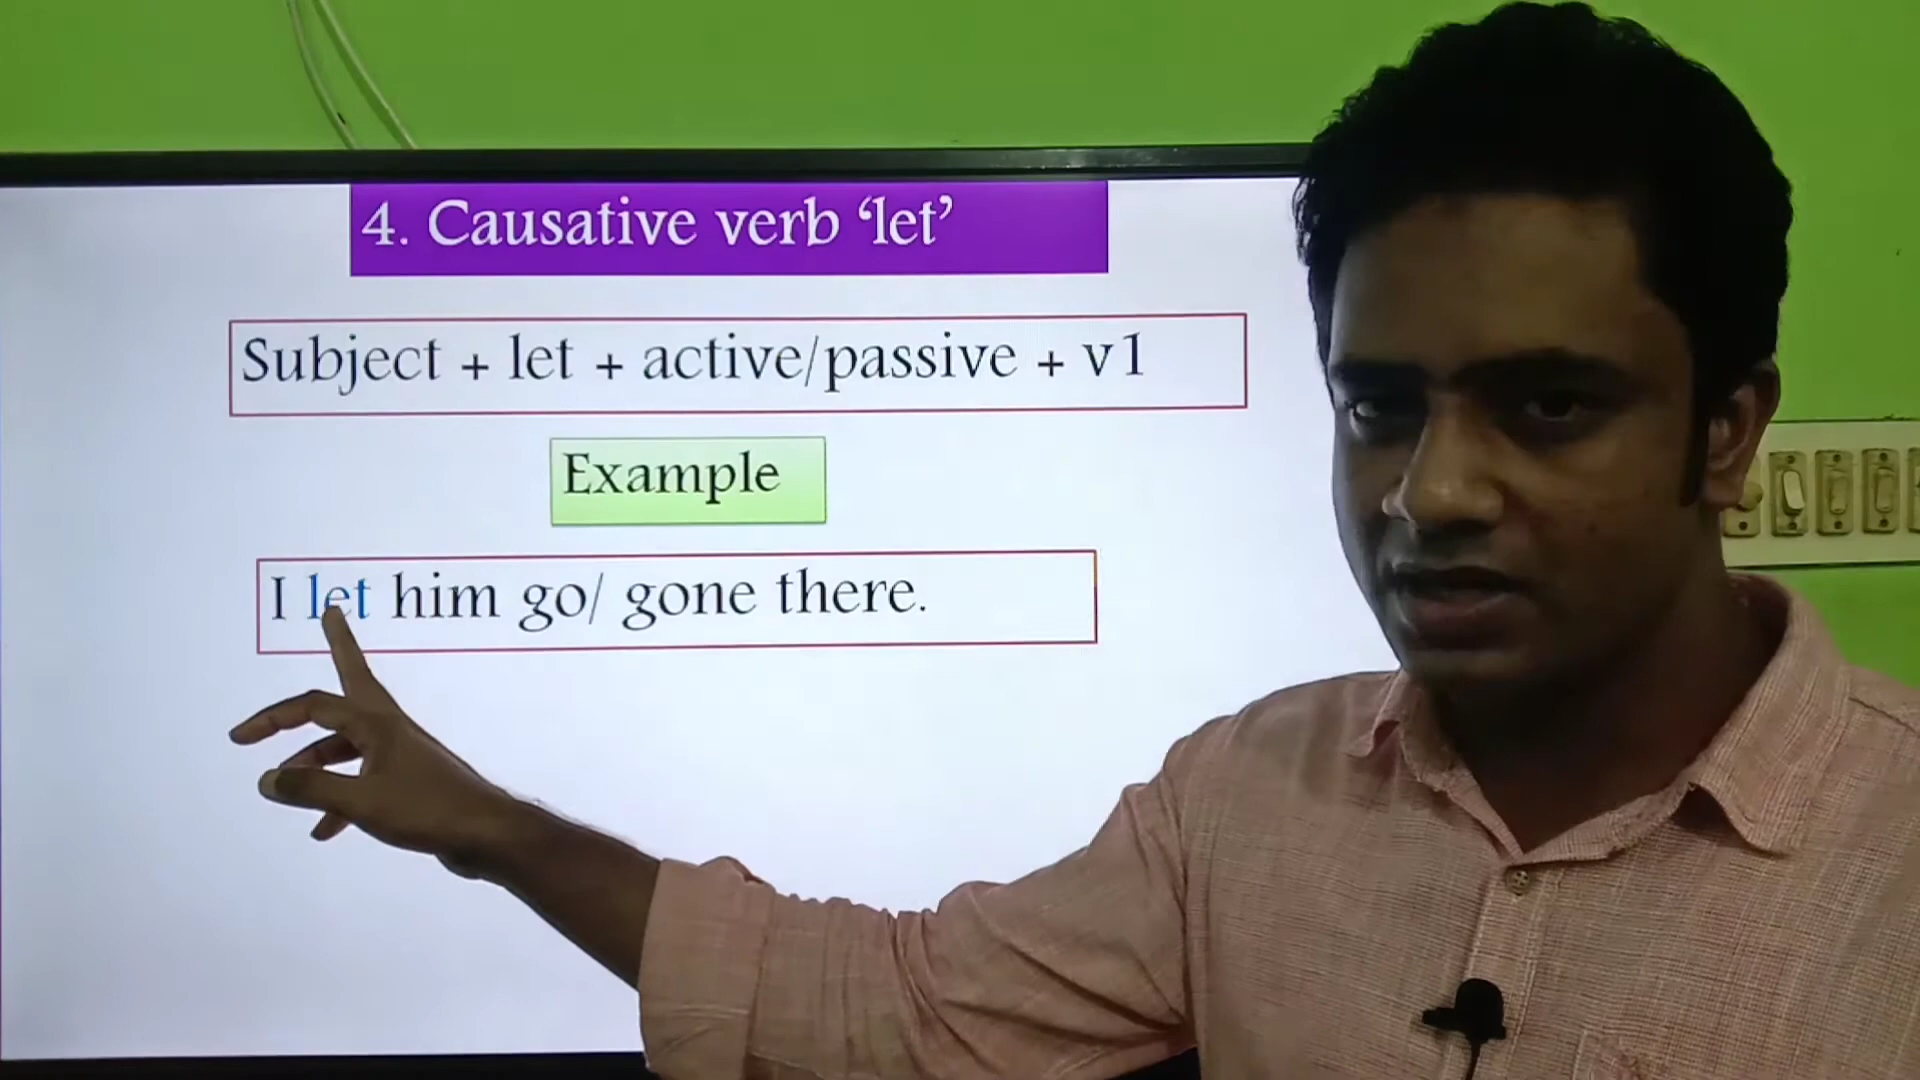 4. Causative verb ‘let’
Subject + let + active/passive + v1
Example
I let him go/ gone there.